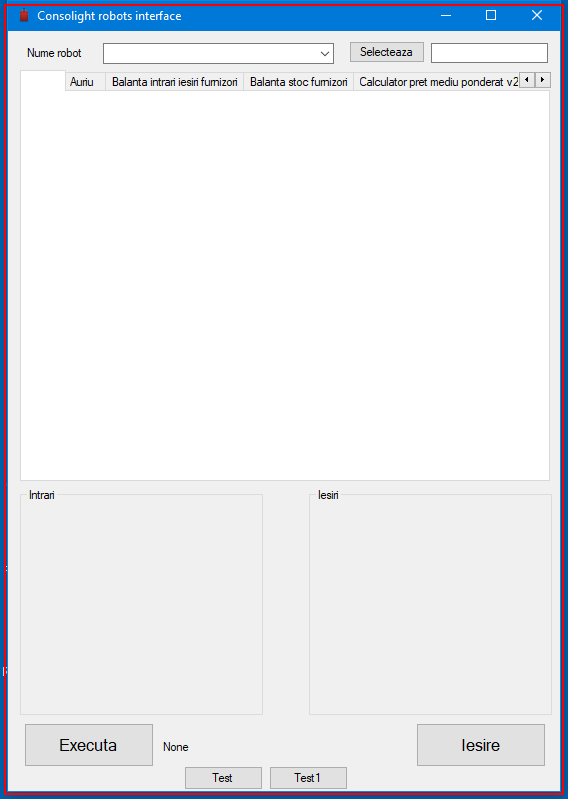 Consolight robots interface
Nume robot
Selecteaza
Auriu Balanta intrari iesiri furnizori Balanta stoc furnizori Calculator pret mediu ponderat v2
Intrari
Iesiri
Executa
None
Iesire
Test
Test1